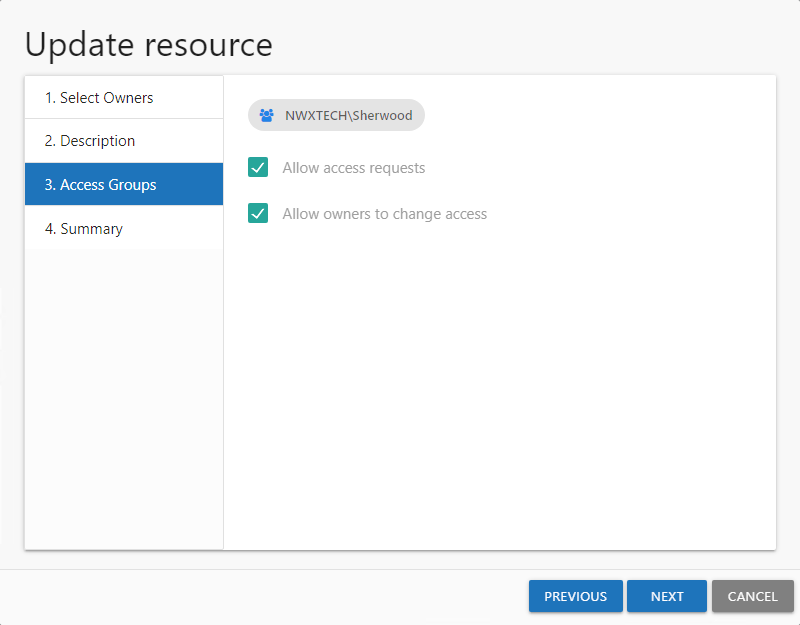 Update resource
1. Select Owners
2. Description
3. Access Groups
4. Summary
NWXTECH\Sherwood
Allow access requests
Allow owners to change access
PREVIOUS
NEXT
CANCEL